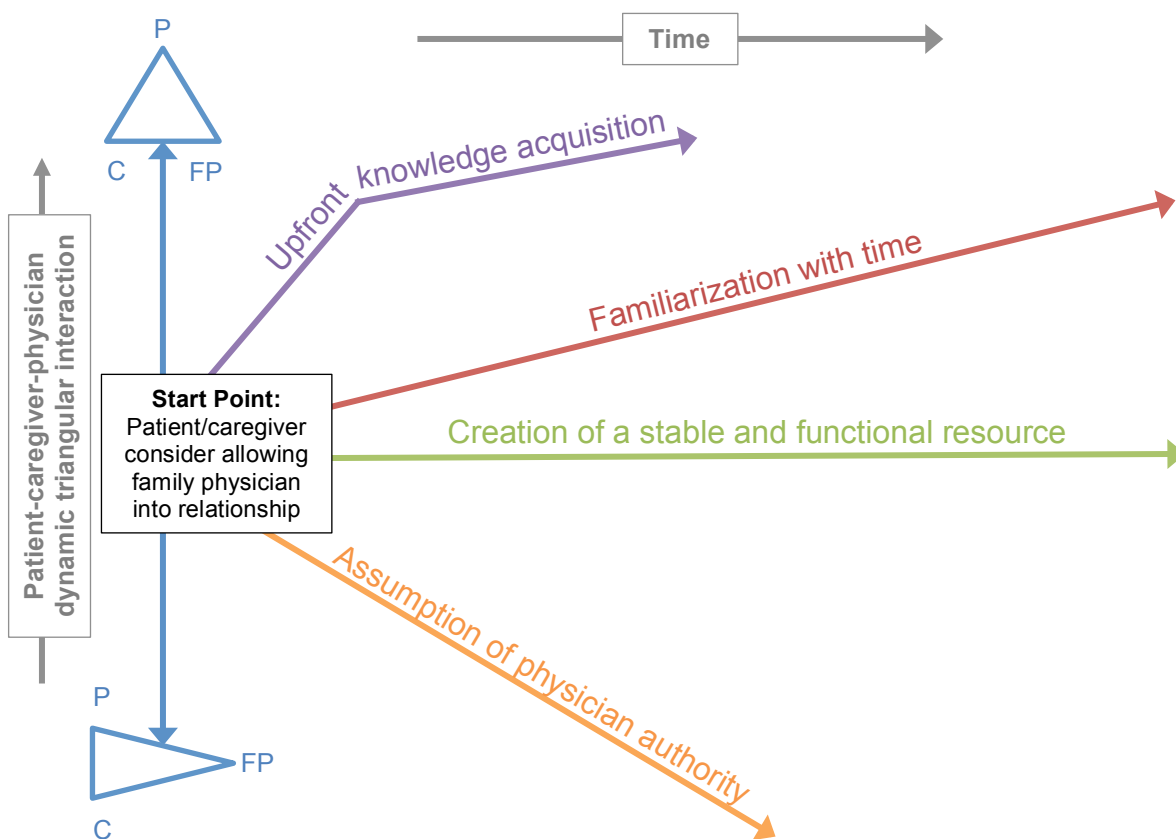 P
Time
C
FP
Upfront knowledge acquisition
Familiarization with time
Patient-caregiver-physician
dynamic triangular interaction
Start Point:
Patient/caregiver
consider allowing
family physician
into relationship
Creation of a stable and functional resource
Assumption of physician authority
P
FP
C